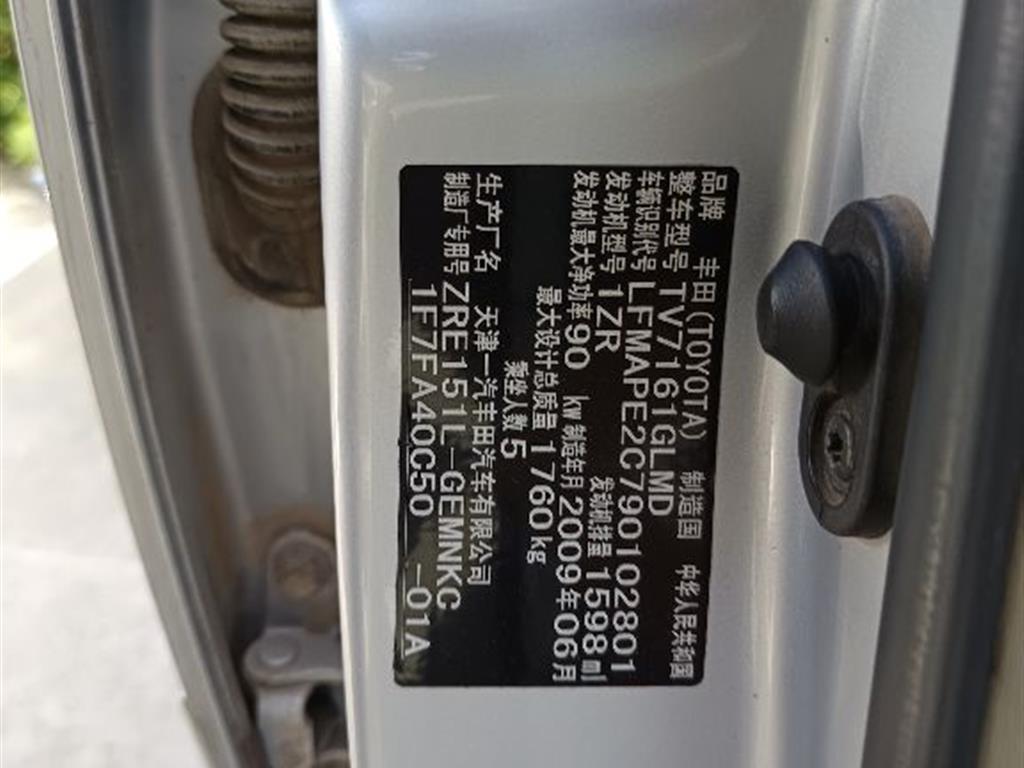 品牌 丰田(TOYOTA) 制造国 中华人民共和国
整车型号 TV7161GLMD
车辆识别代号 LFMAPE2C790102801
发动机型号 1ZR 发动机排量 1598 ml
发动机最大净功率 90 kw 制造年月 2009年06月
最大设计总质量 1760kg
乘坐人数 5
生产厂名 天津一汽丰田汽车有限公司
制造厂专用号 ZRE151L-GEMNKC
1F7FA40C50 -01A